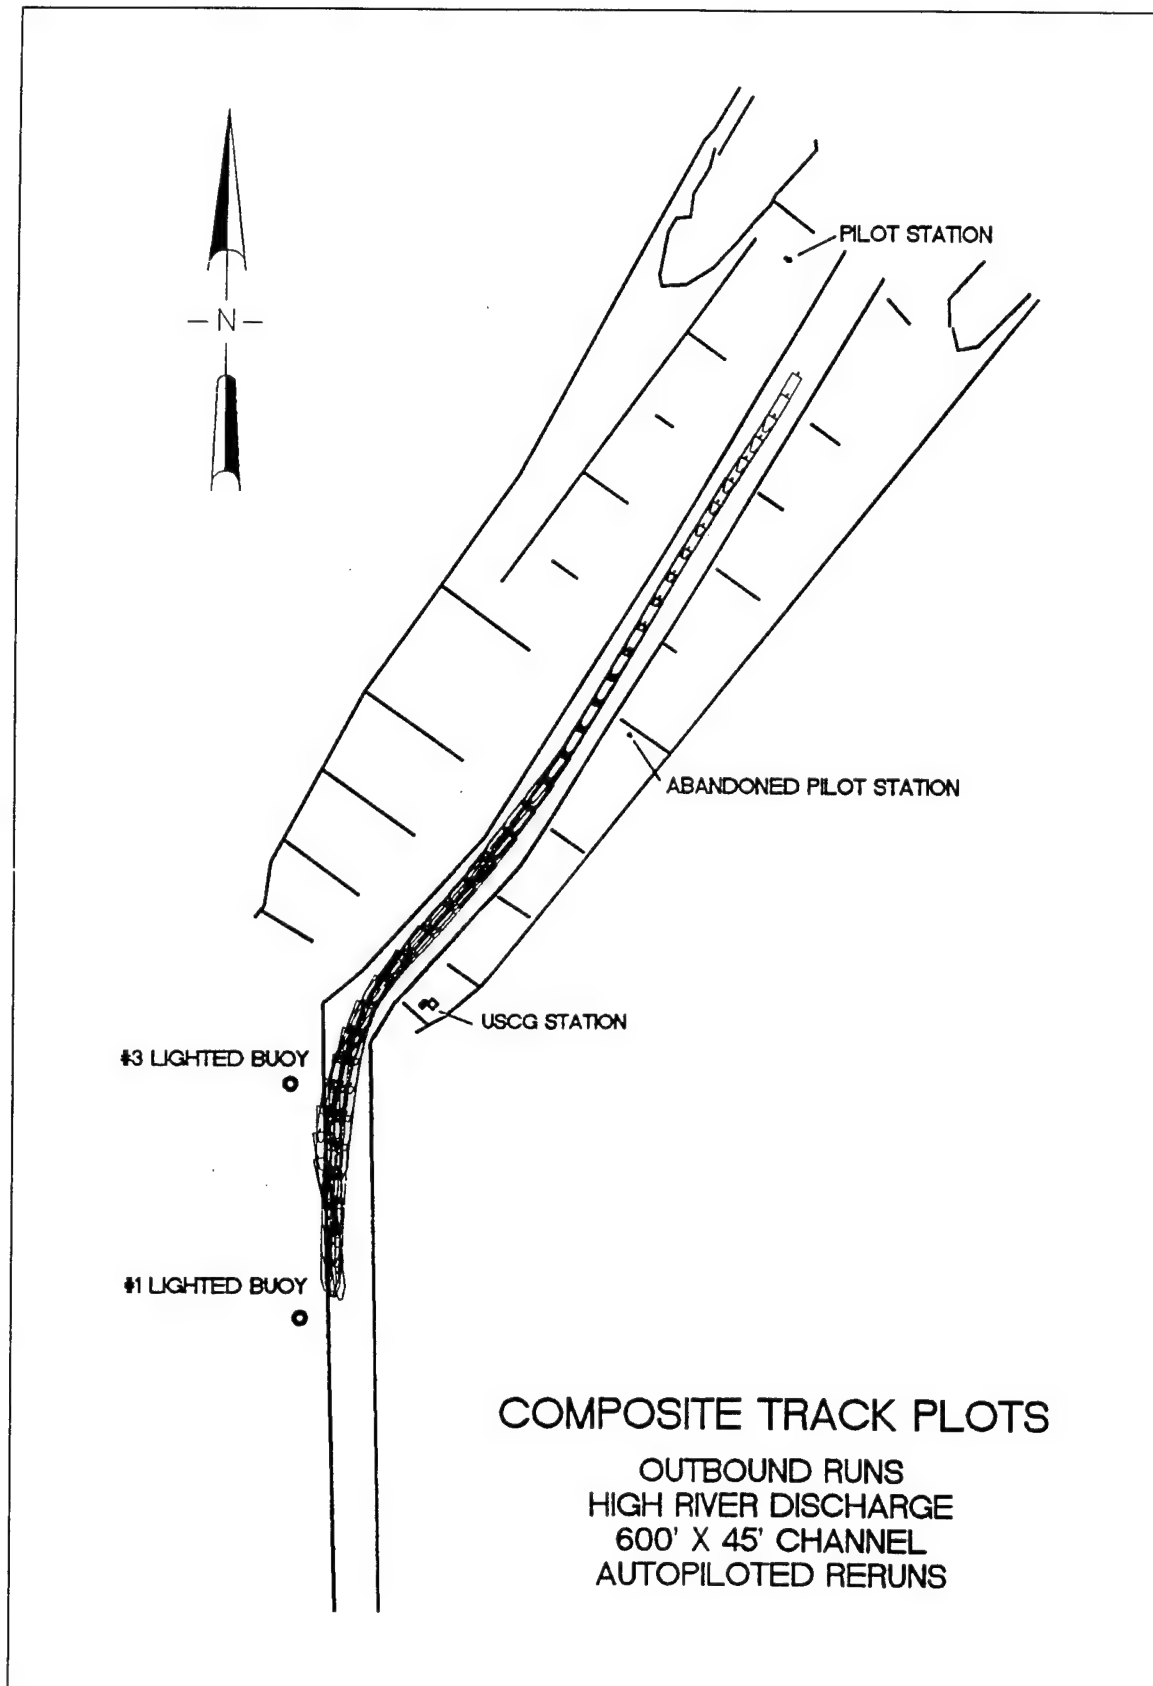 PILOT STATION
-N-
ABANDONED PILOT STATION
USCG STATION
#3 LIGHTED BUOY
#1 LIGHTED BUOY
COMPOSITE TRACK PLOTS
OUTBOUND RUNS
HIGH RIVER DISCHARGE
600' X 45' CHANNEL
AUTOPILOTED RERUNS